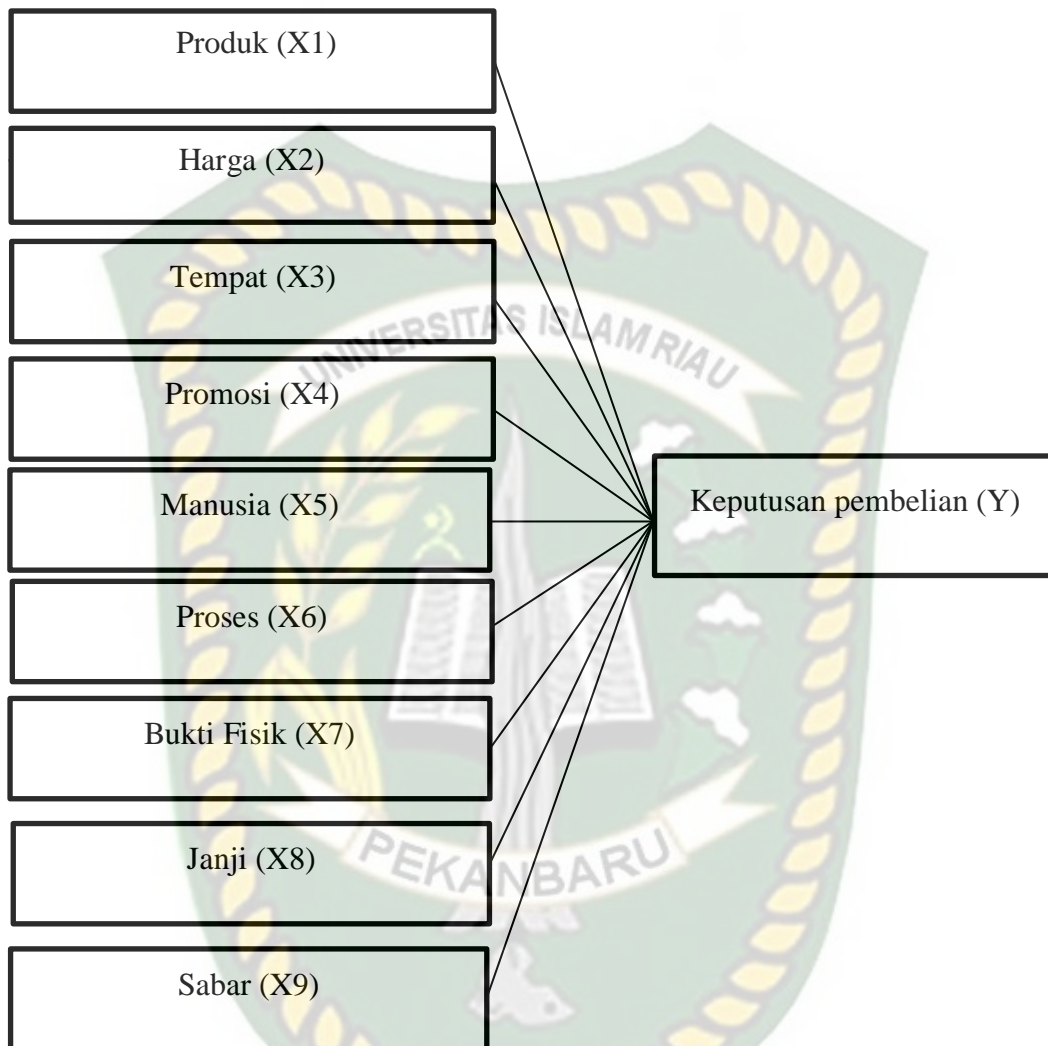 Produk (X1)
Harga (X2)
Tempat (X3)
UNIVERSITAS ISLAM RIAU
Promosi (X4)
Manusia (X5)
Keputusan pembelian (Y)
Proses (X6)
Bukti Fisik (X7)
Janji (X8)
PEKANBARU
Sabar (X9)